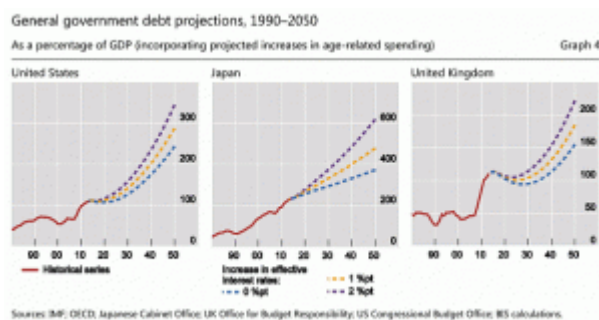 General government debt projections, 1990–2050
As a percentage of GDP (incorporating projected increases in age-related spending) Graph 4
United States
300
200
100
0
90 00 10 20 30 40 50
Japan
600
400
200
0
90 00 10 20 30 40 50
United Kingdom
200
150
100
50
0
90 00 10 20 30 40 50
Historical series
Increase in effective
interest rates:
0 %pt
1 %pt
2 %pt
Sources: IMF; OECD; Japanese Cabinet Office; UK Office for Budget Responsibility; US Congressional Budget Office; BIS calculations.